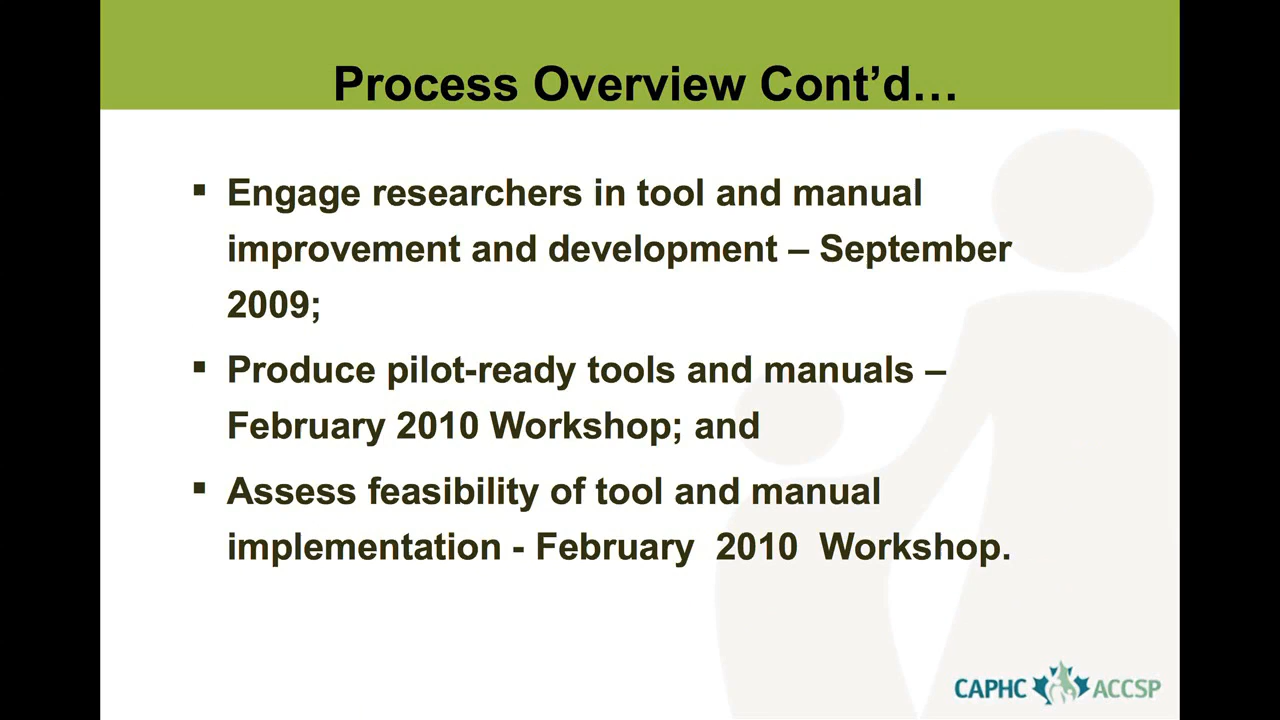 Process Overview Cont’d…
▪ Engage researchers in tool and manual
improvement and development – September
2009;
▪ Produce pilot-ready tools and manuals –
February 2010 Workshop; and
▪ Assess feasibility of tool and manual
implementation - February 2010 Workshop.
CAPHC ACCSP